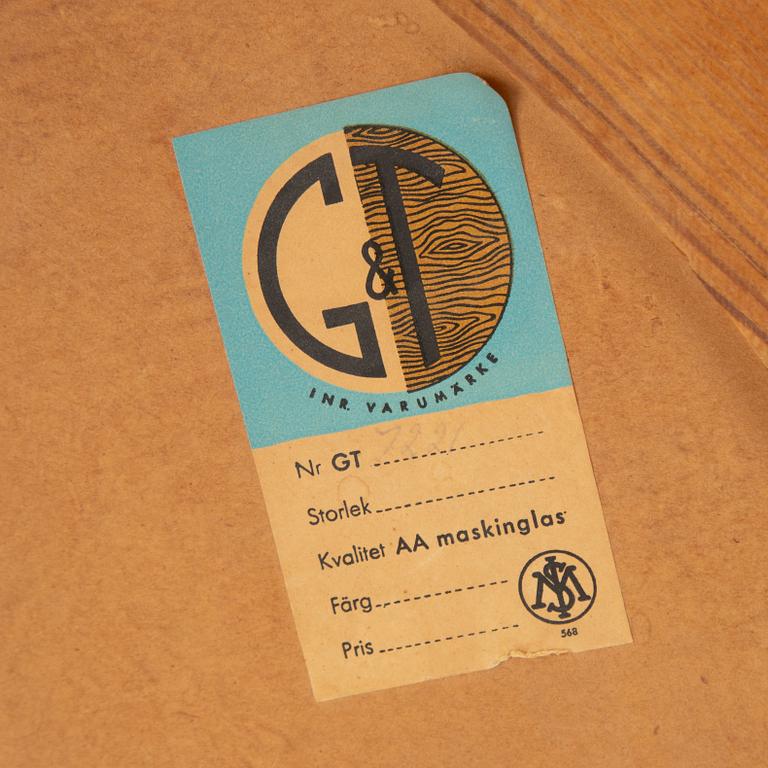 G&T
INR. VARUMÄRKE
Nr GT
Storlek
Kvalitet AA maskinglas
Färg
Pris
568